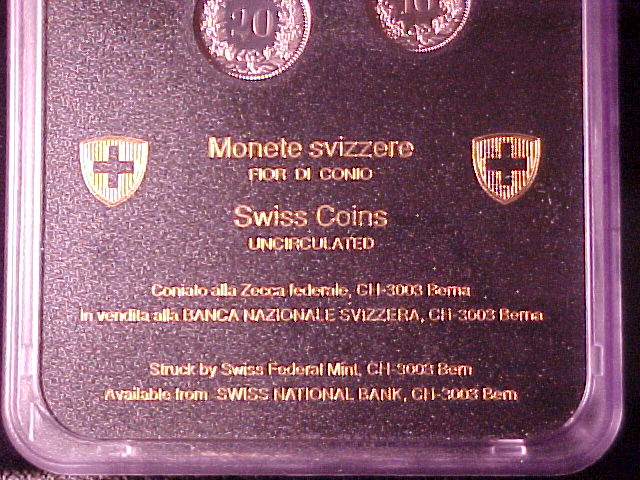 20 10
Monete svizzere
FIOR DI CONIO
Swiss Coins
UNCIRCULATED
Coniato alla Zecca federale, CH-3003 Berna
In vendita alla BANCA NAZIONALE SVIZZERA, CH-3003 Berna
Struck by Swiss Federal Mint, CH-3003 Bern
Available from SWISS NATIONAL BANK, CH-3003 Bern